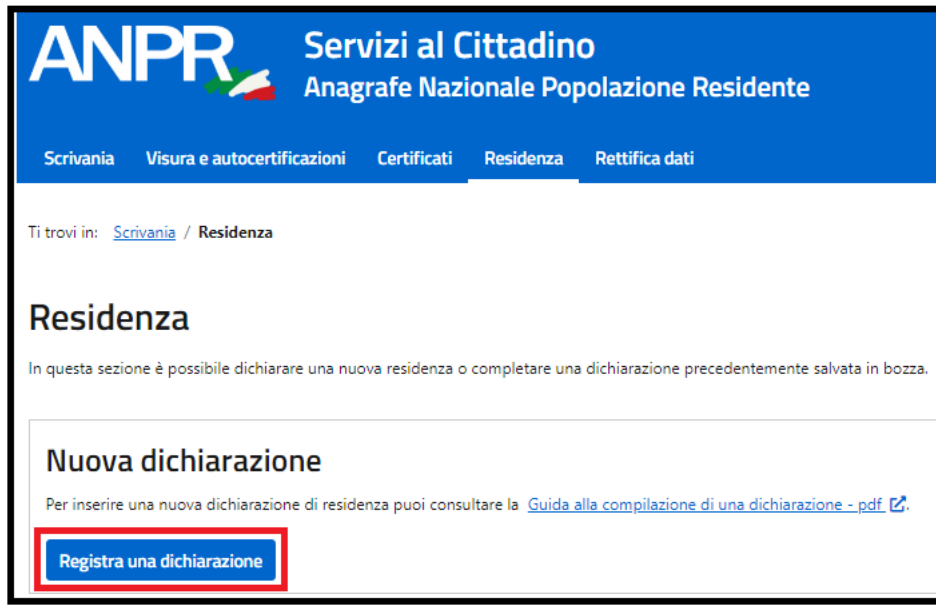 ANPR
Servizi al Cittadino
Anagrafe Nazionale Popolazione Residente
Scrivania Visura e autocertificazioni Certificati Residenza Rettifica dati
Ti trovi in: Scrivania / Residenza
Residenza
In questa sezione è possibile dichiarare una nuova residenza o completare una dichiarazione precedentemente salvata in bozza.
Nuova dichiarazione
Per inserire una nuova dichiarazione di residenza puoi consultare la Guida alla compilazione di una dichiarazione - pdf.
Registra una dichiarazione